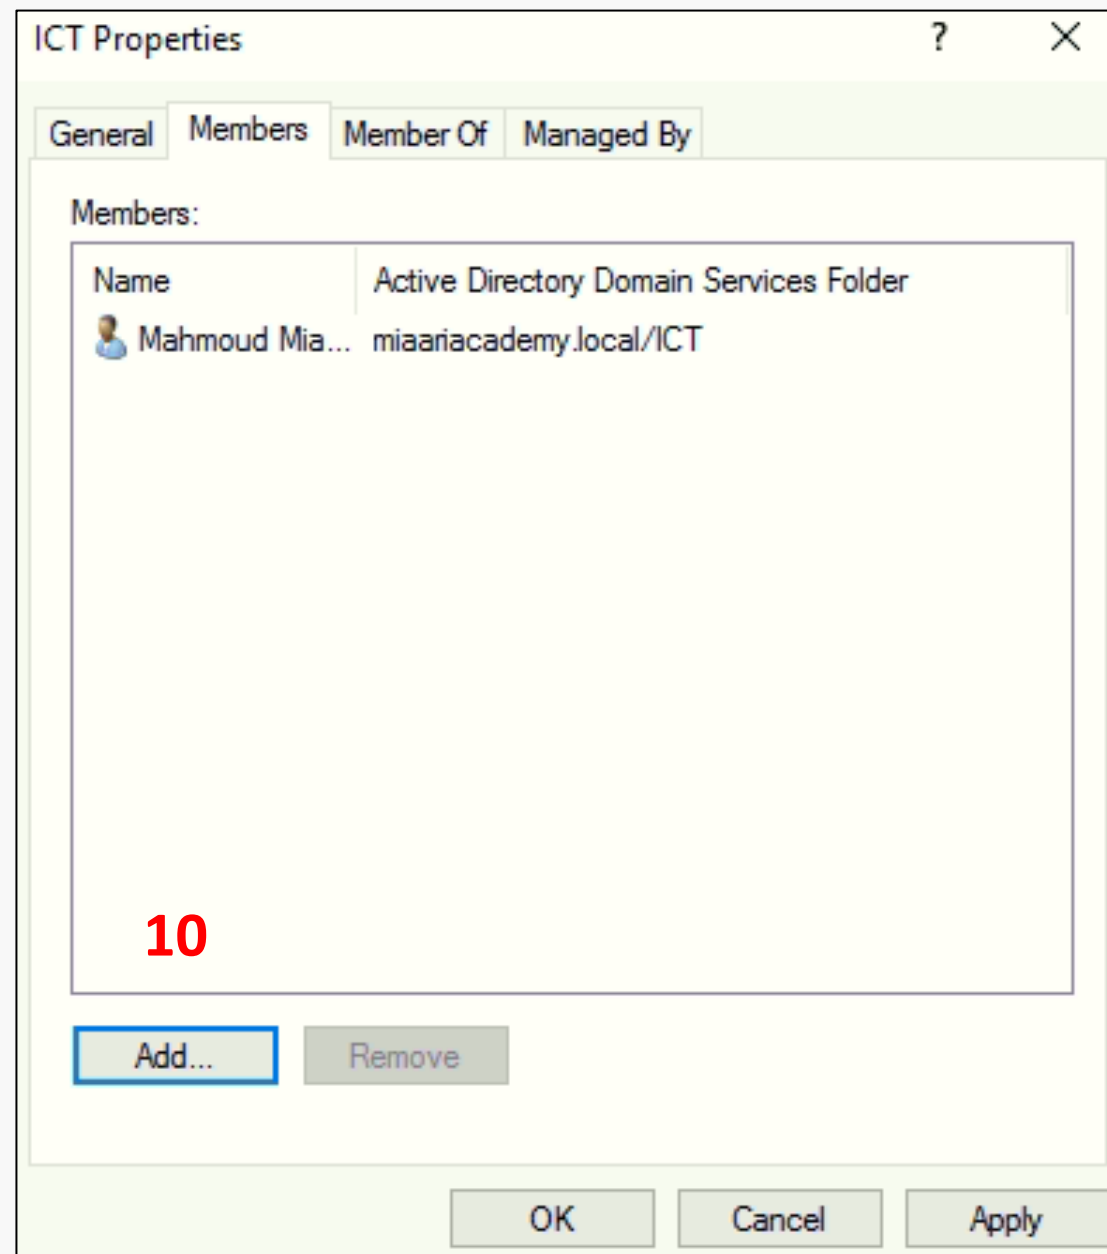 ICT Properties ? ×
General Members Member Of Managed By
Members:
Name Active Directory Domain Services Folder
Mahmoud Mia... miaariacademy.local/ICT
10
Add... Remove
OK Cancel Apply